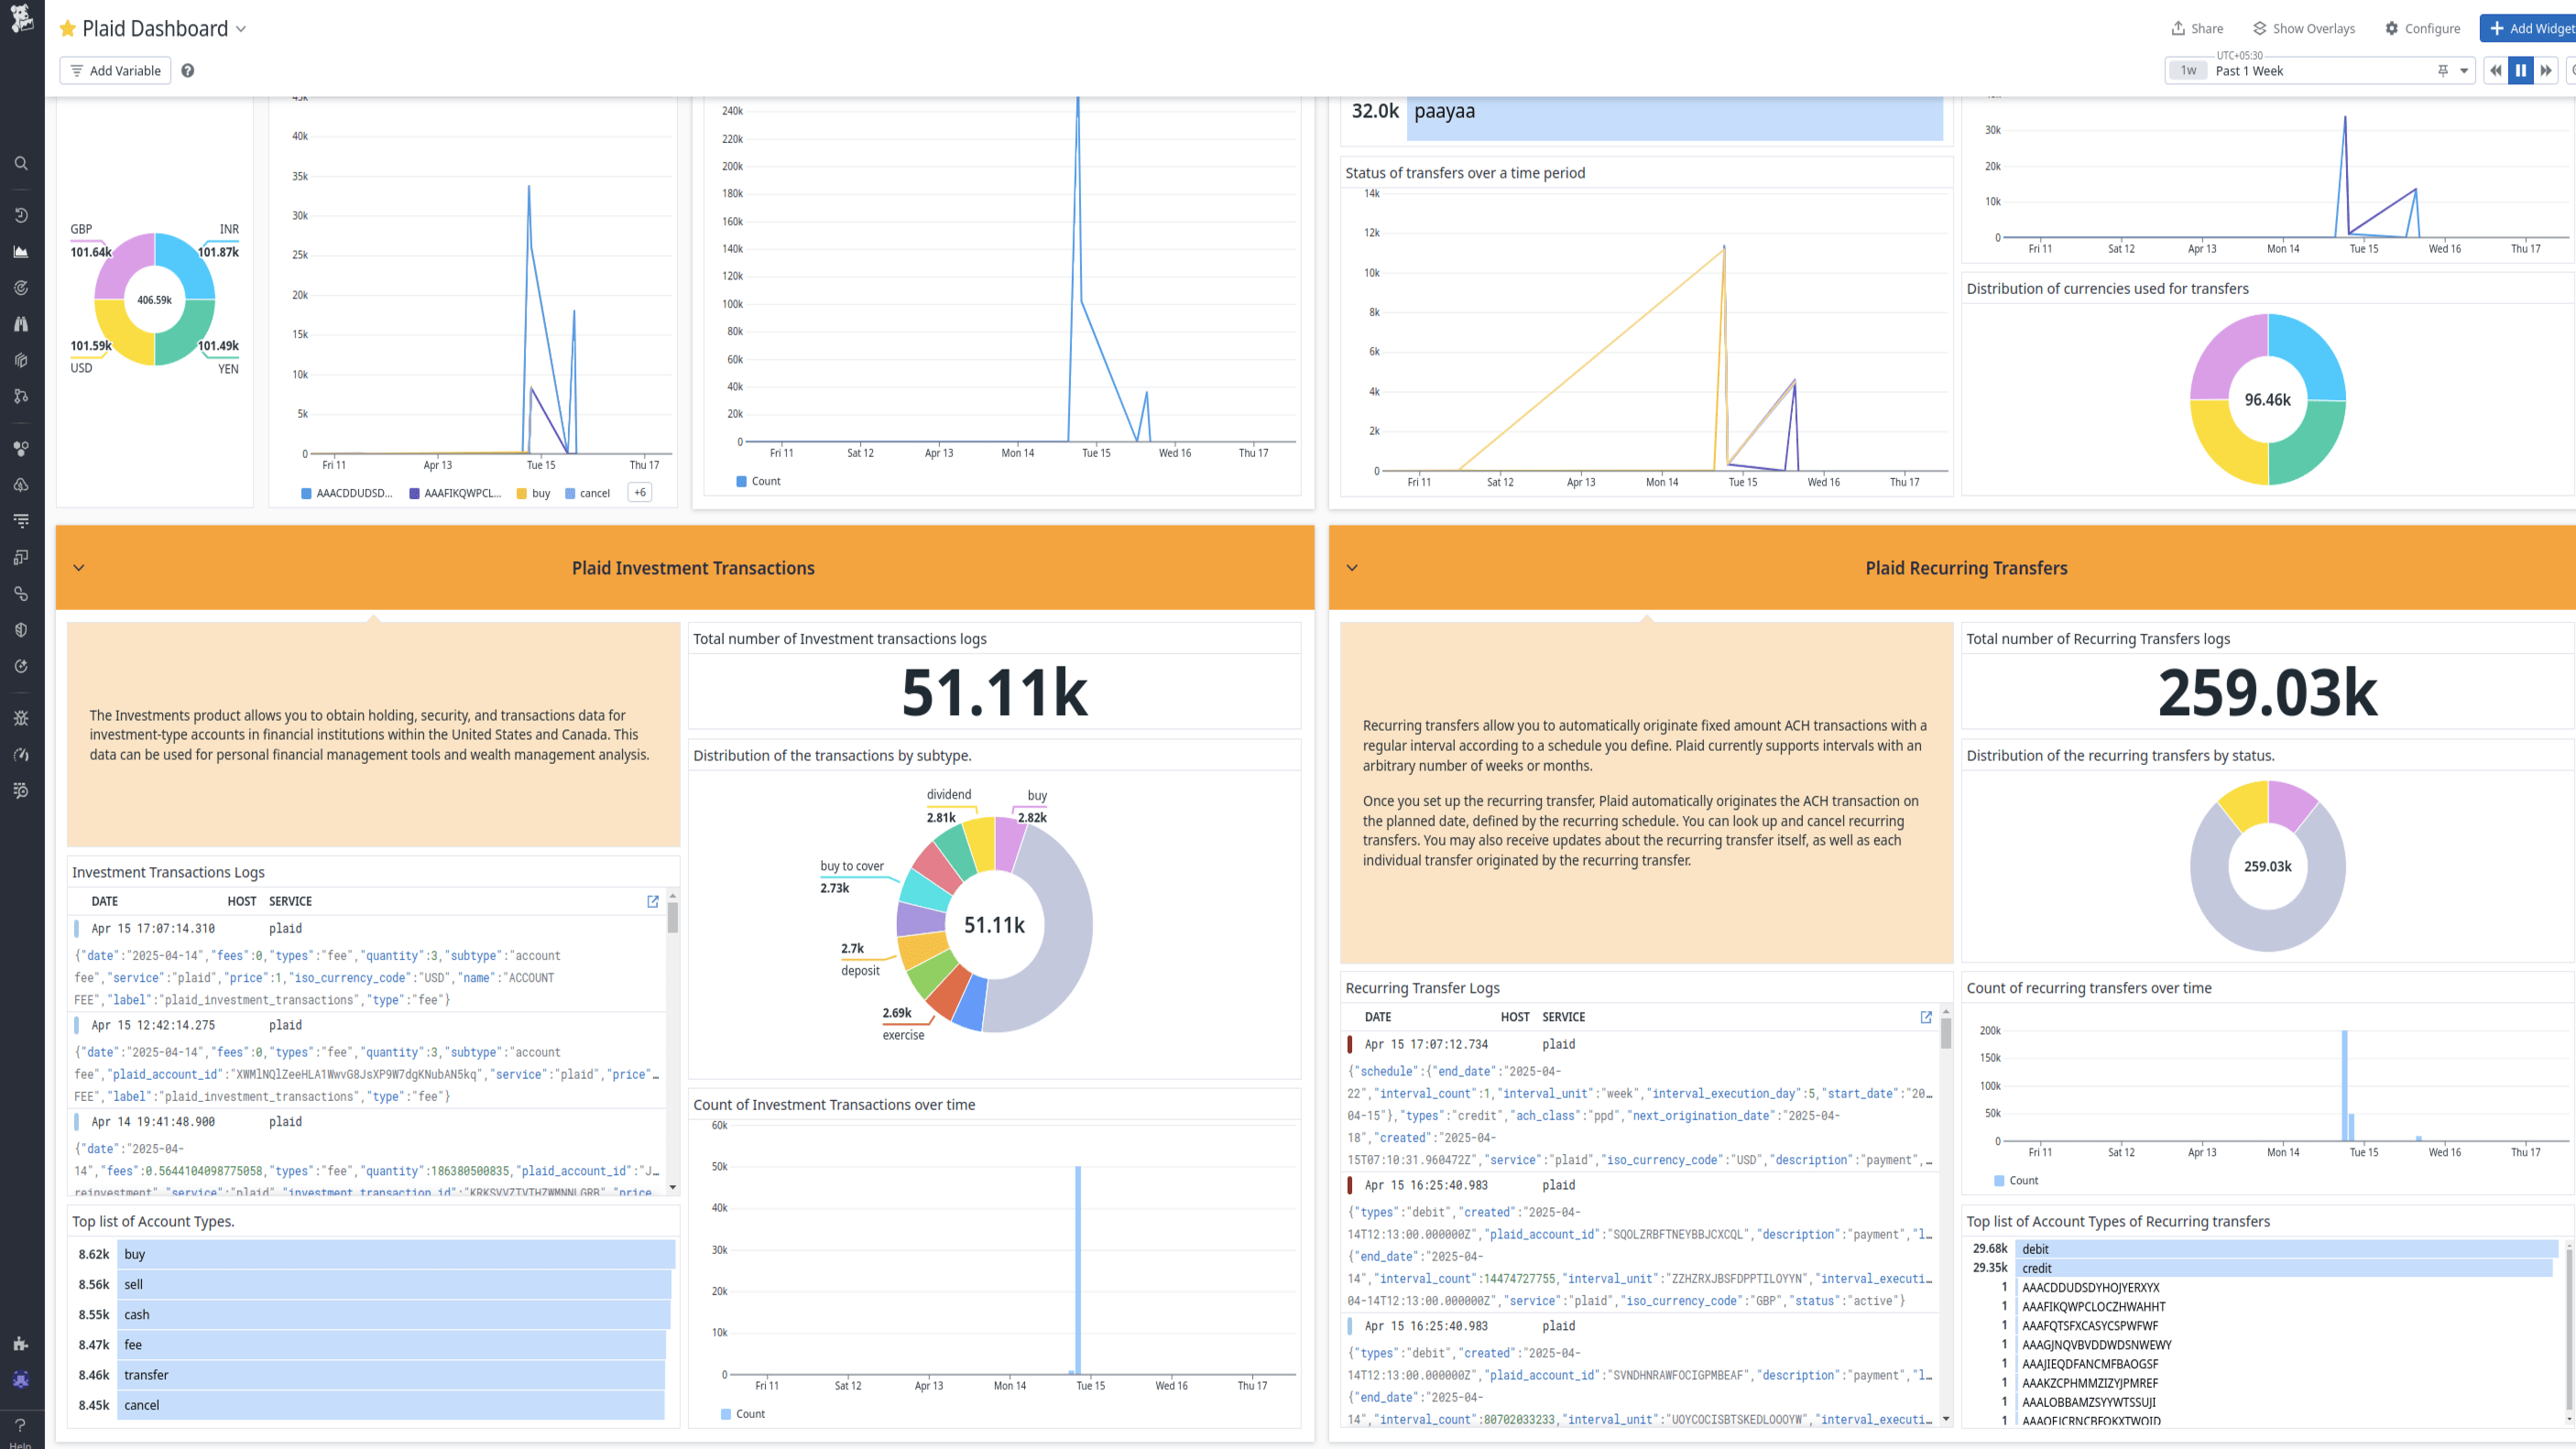 Plaid Dashboard
Share
Show Overlays
Configure
Add Widget
Add Variable
UTC+05:30
1w Past 1 Week
GBP
101.64k
INR
101.87k
406.59k
101.59k
USD
101.49k
YEN
45k
40k
35k
30k
25k
20k
15k
10k
5k
0
Fri 11 Apr 13 Tue 15 Thu 17
AAACDDUDSD... AAAFIKQWPCL... buy cancel +6
240k
220k
200k
180k
160k
140k
120k
100k
80k
60k
40k
20k
0
Fri 11 Sat 12 Apr 13 Mon 14 Tue 15 Wed 16 Thu 17
Count
32.0k paayaa
Status of transfers over a time period
14k
12k
10k
8k
6k
4k
2k
0
Fri 11 Sat 12 Apr 13 Mon 14 Tue 15 Wed 16 Thu 17
30k
20k
10k
0
Fri 11 Sat 12 Apr 13 Mon 14 Tue 15 Wed 16 Thu 17
Distribution of currencies used for transfers
96.46k
Plaid Investment Transactions
The Investments product allows you to obtain holding, security, and transactions data for
investment-type accounts in financial institutions within the United States and Canada. This
data can be used for personal financial management tools and wealth management analysis.
Total number of Investment transactions logs
51.11k
Distribution of the transactions by subtype.
dividend
2.81k
buy
2.82k
buy to cover
2.73k
51.11k
2.7k
deposit
2.69k
exercise
Investment Transactions Logs
DATE HOST SERVICE
Apr 15 17:07:14.310 plaid
{"date":"2025-04-14","fees":0,"types":"fee","quantity":3,"subtype":"account
fee","service":"plaid","price":1,"iso_currency_code":"USD","name":"ACCOUNT
FEE","label":"plaid_investment_transactions","type":"fee"}
Apr 15 12:42:14.275 plaid
{"date":"2025-04-14","fees":0,"types":"fee","quantity":3,"subtype":"account
fee","plaid_account_id":"XWMlNQlZeeHLA1WwvG8JsXP9W7dgKNubAN5kq","service":"plaid","price"…
FEE","label":"plaid_investment_transactions","type":"fee"}
Apr 14 19:41:48.900 plaid
{"date":"2025-04-
14","fees":0.5644104098775058,"types":"fee","quantity":186380500835,"plaid_account_id":"J…
reinvestment","service":"plaid","investment_transaction_id":
Top list of Account Types.
8.62k buy
8.56k sell
8.55k cash
8.47k fee
8.46k transfer
8.45k cancel
Count of Investment Transactions over time
60k
50k
40k
30k
20k
10k
0
Fri 11 Sat 12 Apr 13 Mon 14 Tue 15 Wed 16 Thu 17
Count
Plaid Recurring Transfers
Recurring transfers allow you to automatically originate fixed amount ACH transactions with a
regular interval according to a schedule you define. Plaid currently supports intervals with an
arbitrary number of weeks or months.
Once you set up the recurring transfer, Plaid automatically originates the ACH transaction on
the planned date, defined by the recurring schedule. You can look up and cancel recurring
transfers. You may also receive updates about the recurring transfer itself, as well as each
individual transfer originated by the recurring transfer.
Total number of Recurring Transfers logs
259.03k
Distribution of the recurring transfers by status.
259.03k
Recurring Transfer Logs
DATE HOST SERVICE
Apr 15 17:07:12.734 plaid
{"schedule":{"end_date":"2025-04-
22","interval_count":1,"interval_unit":"week","interval_execution_day":5,"start_date":"20…
04-15"},"types":"credit","ach_class":"ppd","next_origination_date":"2025-04-
18","created":"2025-04-
15T07:10:31.960472Z","service":"plaid","iso_currency_code":"USD","description":"payment",…
Apr 15 16:25:40.983 plaid
{"types":"debit","created":"2025-04-
14T12:13:00.000000Z","plaid_account_id":"SQOLZRBFTNEYBBJCXCQL","description":"payment","l…
{"end_date":"2025-04-
14","interval_count":14474727755,"interval_unit":"ZZHZRXJBSFDPPTILOYYN","interval_executi…
04-14T12:13:00.000000Z","service":"plaid","iso_currency_code":"GBP","status":"active"}
Apr 15 16:25:40.983 plaid
{"types":"debit","created":"2025-04-
14T12:13:00.000000Z","plaid_account_id":"SVNDHNRAWFOCIGPMBEAF","description":"payment","l…
{"end_date":"2025-04-
14","interval_count":80702033233,"interval_unit":"UOYCOCISBTSKEDLOOOYW","interval_executi…
Count of recurring transfers over time
200k
150k
100k
50k
0
Fri 11 Sat 12 Apr 13 Mon 14 Tue 15 Wed 16 Thu 17
Count
Top list of Account Types of Recurring transfers
29.68k debit
29.35k credit
1 AAACDDUDSDYHOJYERXYX
1 AAAFIKQWPCLOCZHWAHHT
1 AAAFQTSFXCASYCSPWFWF
1 AAAGJNQVBVDDWDSNWEWY
1 AAAJIEQDFANCMFBAOGSF
1 AAAKZCPHMMZIZYJPMREF
1 AAALOBBAMZSYYWTSSUJI
1
Help